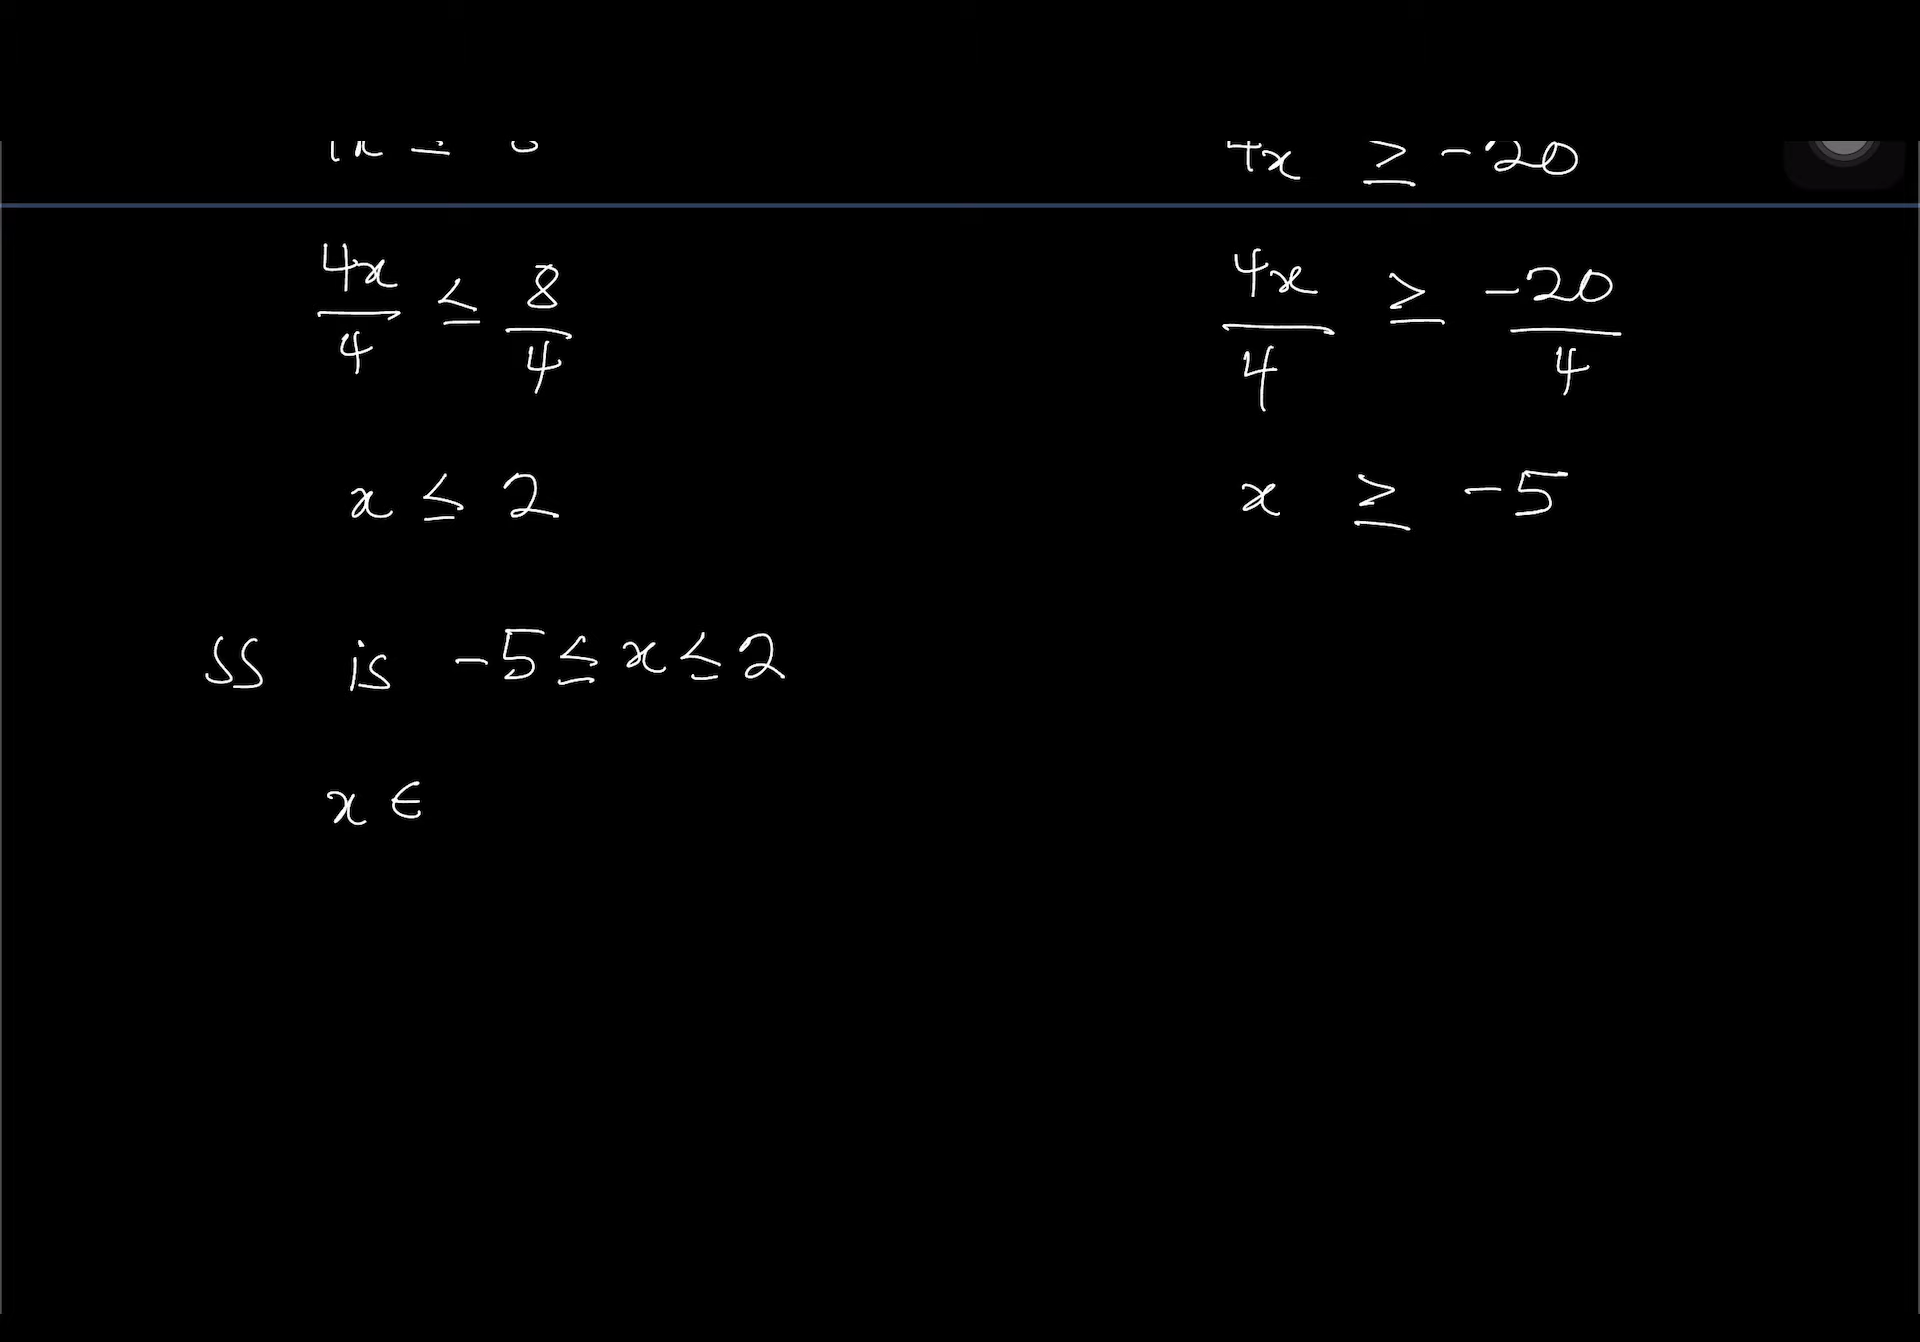 4x ≥ -20
4x/4 ≤ 8/4
4x/4 ≥ -20/4
x ≤ 2
x ≥ -5
SS is -5 ≤ x ≤ 2
x ∈